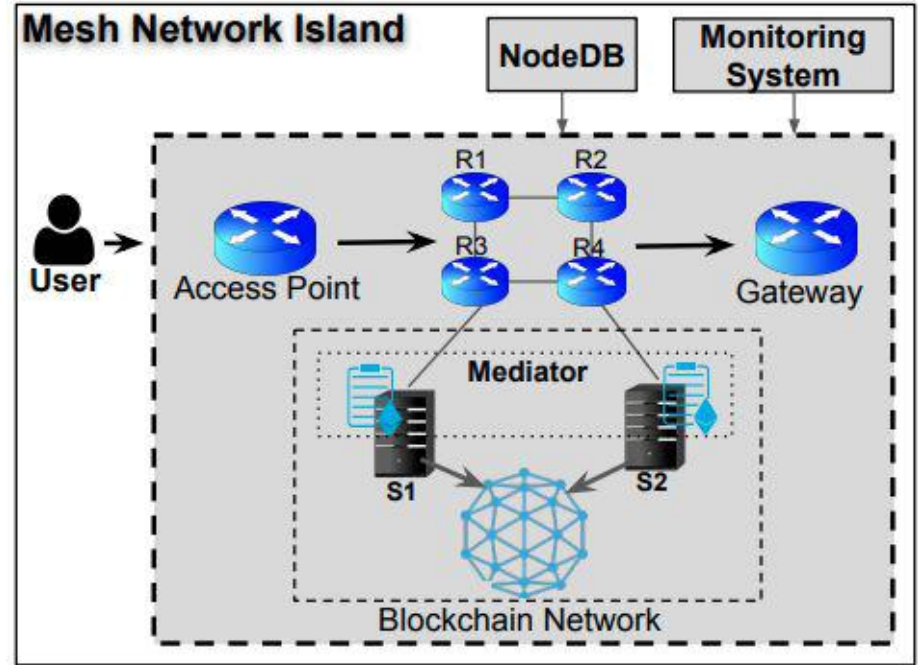 Mesh Network Island
NodeDB
Monitoring
System
R1
R2
User
Access Point
R3
R4
Gateway
Mediator
S1
S2
Blockchain Network